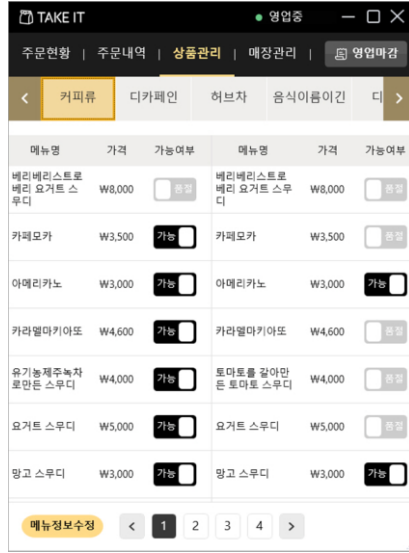 TAKE IT
영업중
주문현황 | 주문내역 | 상품관리 | 매장관리 | 영업마감
커피류 디카페인 허브차 음식이름이긴 디
메뉴명 가격 가능여부 메뉴명 가격 가능여부
베리베리스트로
베리 요거트 스
무디
₩8,000 품절
베리베리스트로
베리 요거트 스무
디
₩8,000 품절
카페모카 ₩3,500 가능 카페모카 ₩3,500 품절
아메리카노 ₩3,000 가능 아메리카노 ₩3,000 가능
카라멜마키아또 ₩4,600 가능 카라멜마키아또 ₩4,600 품절
유기농제주녹차
로만든 스무디
₩4,000 가능
토마토를 갈아만
든 토마토 스무디
₩4,000 품절
요거트 스무디 ₩5,000 가능 요거트 스무디 ₩5,000 품절
망고 스무디 ₩3,000 가능 망고 스무디 ₩3,000 가능
메뉴정보수정 < 1 2 3 4 >